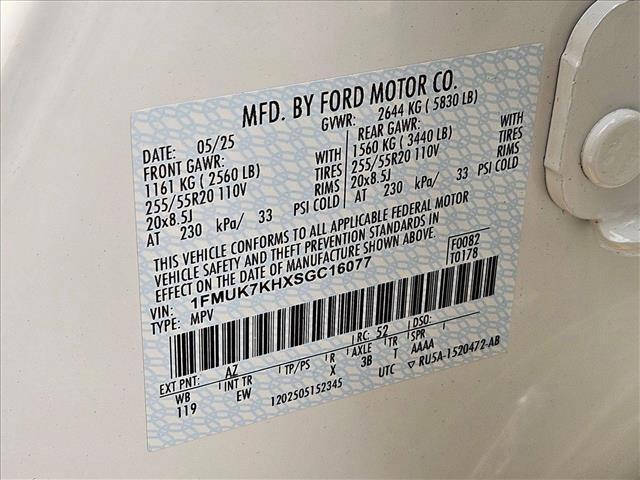 MFD. BY FORD MOTOR CO.
DATE: 05/25 GVWR: 2644 KG ( 5830 LB)
FRONT GAWR: REAR GAWR:
1161 KG ( 2560 LB) WITH 1560 KG ( 3440 LB) WITH
255/55R20 110V TIRES 255/55R20 110V TIRES
20x8.5J RIMS 20x8.5J RIMS
AT 230 kPa/ 33 PSI COLD AT 230 kPa/ 33 PSI COLD
THIS VEHICLE CONFORMS TO ALL APPLICABLE FEDERAL MOTOR
VEHICLE SAFETY AND THEFT PREVENTION STANDARDS IN
EFFECT ON THE DATE OF MANUFACTURE SHOWN ABOVE.
VIN: 1FMUK7KHXSGC16077 F0082
TYPE: MPV T0178
EXT PNT: AZ RC: 52 DSO:
WB INT TR TP/PS R AXLE TR SPR
119 EW X 3B T AAAA
1202505152345 UTC ▽ RU5A-1520472-AB